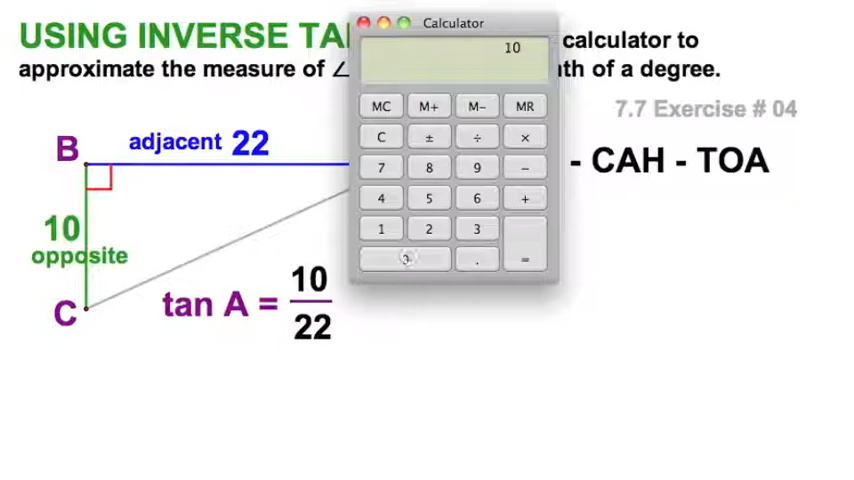 USING INVERSE TA
calculator to
approximate the measure of ∠
th of a degree.
7.7 Exercise # 04
Calculator
10
MC M+ M− MR
C ± ÷ ×
7 8 9 −
4 5 6 +
1 2 3
. =
B
adjacent 22
- CAH - TOA
10
opposite
C
tan A = 10
22